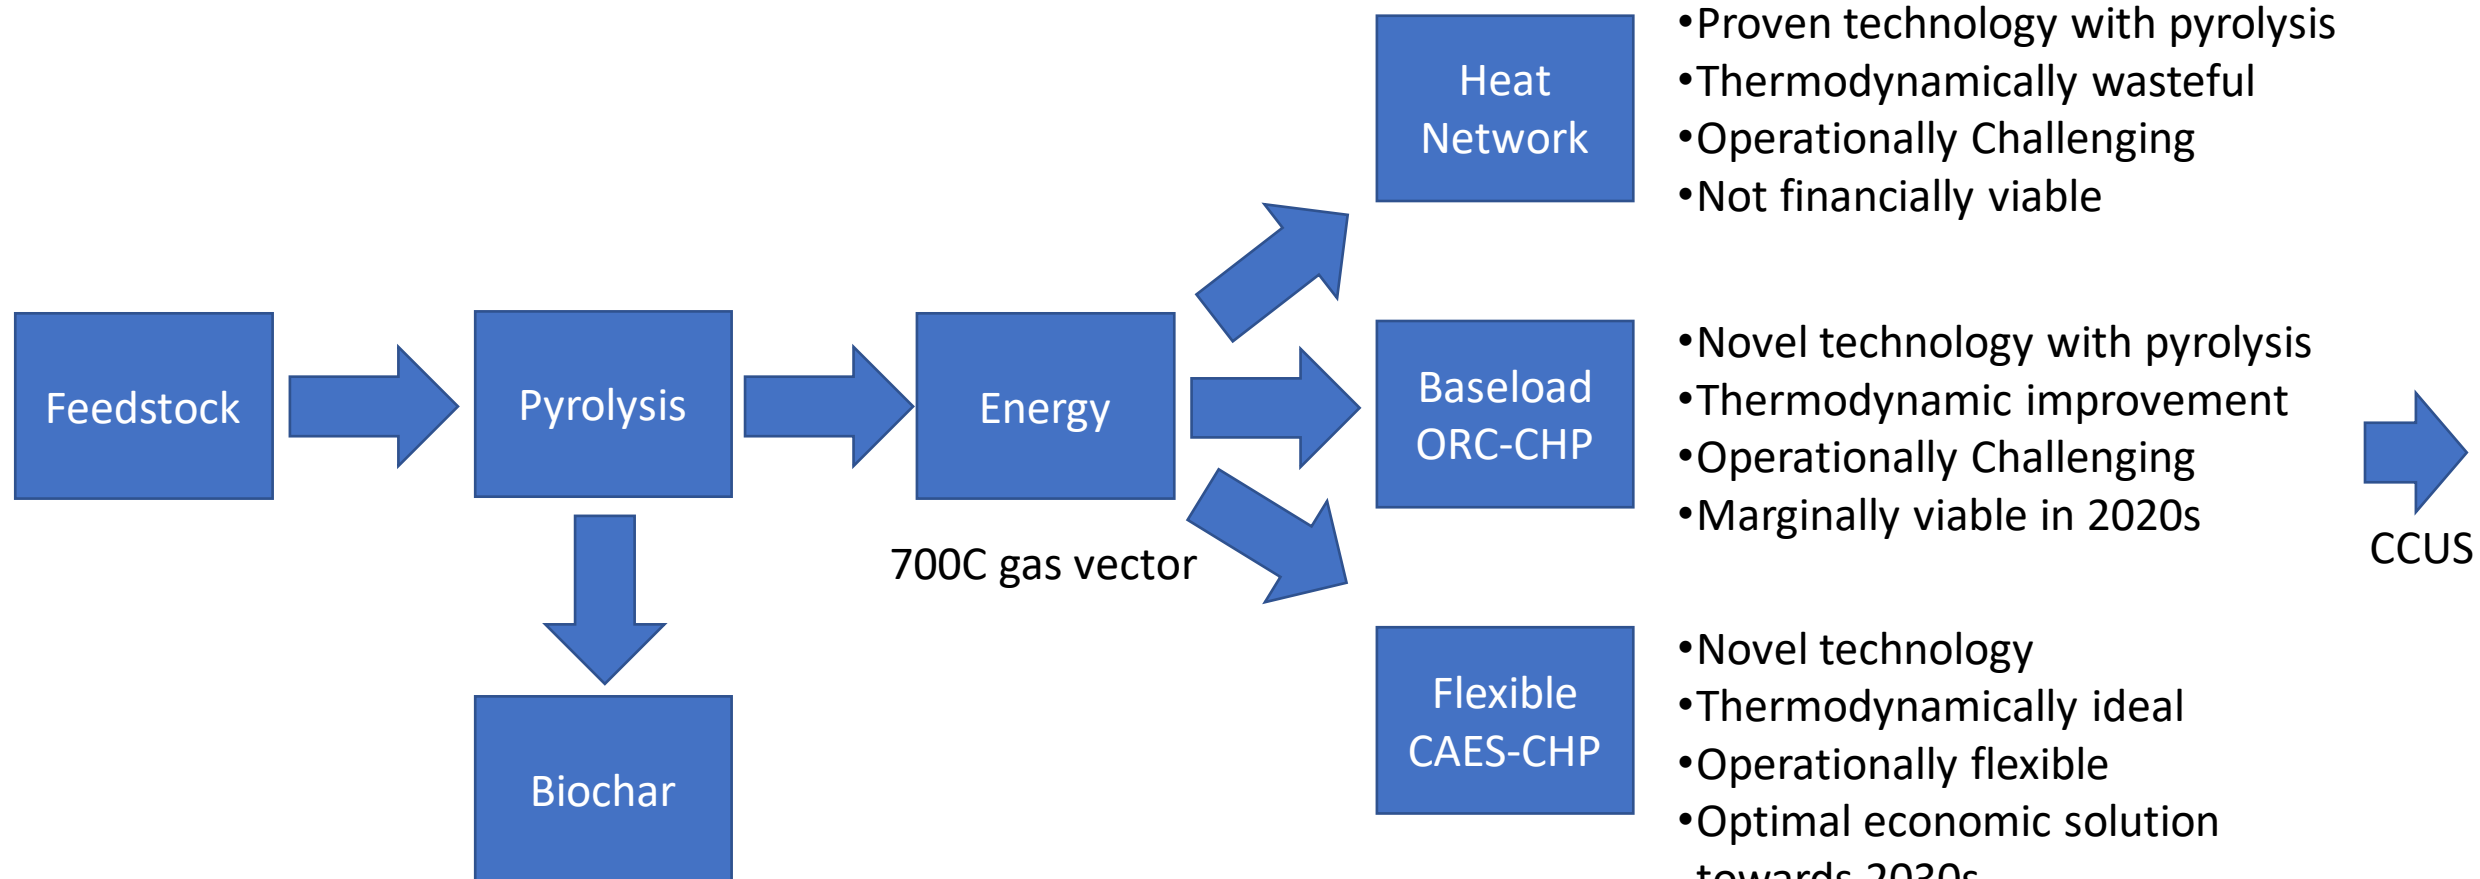 Feedstock
Pyrolysis
Biochar
Energy
700C gas vector
Heat
Network
•Proven technology with pyrolysis
•Thermodynamically wasteful
•Operationally Challenging
•Not financially viable
Baseload
ORC-CHP
•Novel technology with pyrolysis
•Thermodynamic improvement
•Operationally Challenging
•Marginally viable in 2020s
Flexible
CAES-CHP
•Novel technology
•Thermodynamically ideal
•Operationally flexible
•Optimal economic solution
towards 2030s
CCUS